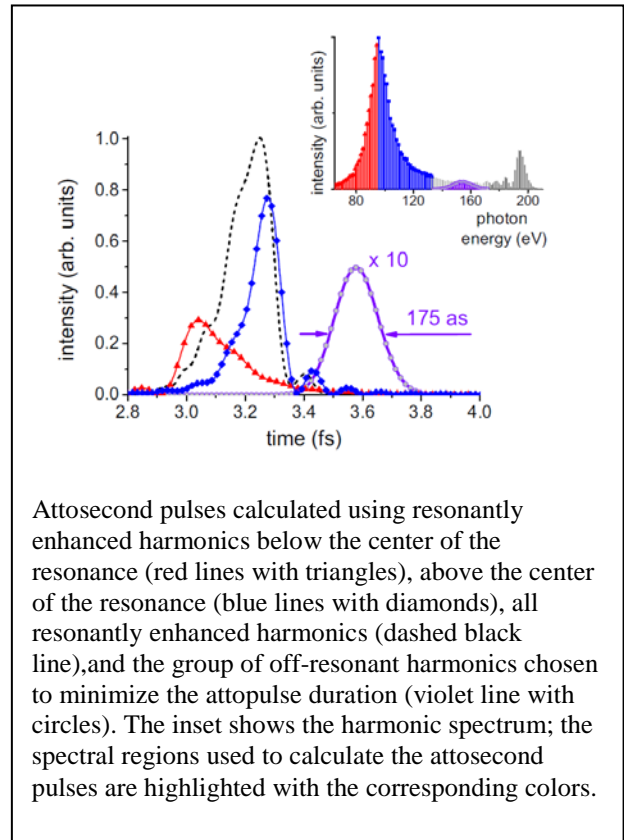 intensity (arb. units)
80 120 160 200
photon
energy (eV)
intensity (arb. units)
1.0
0.8
0.6
0.4
0.2
0.0
x 10
175 as
2.8 3.0 3.2 3.4 3.6 3.8 4.0
time (fs)
Attosecond pulses calculated using resonantly
enhanced harmonics below the center of the
resonance (red lines with triangles), above the center
of the resonance (blue lines with diamonds), all
resonantly enhanced harmonics (dashed black
line),and the group of off-resonant harmonics chosen
to minimize the attopulse duration (violet line with
circles). The inset shows the harmonic spectrum; the
spectral regions used to calculate the attosecond
pulses are highlighted with the corresponding colors.